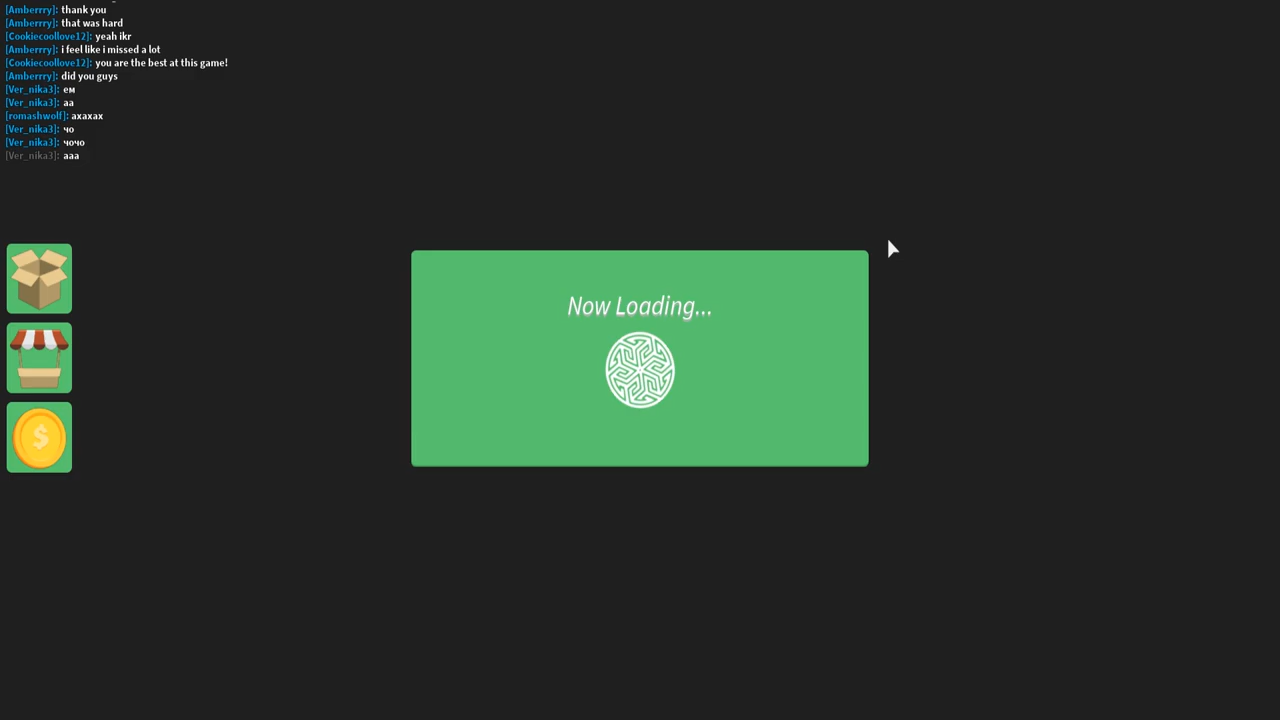 [Amberrry]: thank you
[Amberrry]: that was hard
[Cookiecoollove12]: yeah ikr
[Amberrry]: i feel like i missed a lot
[Cookiecoollove12]: you are the best at this game!
[Amberrry]: did you guys
[Ver_nika3]: ем
[Ver_nika3]: аа
[romashwolf]: ахахах
[Ver_nika3]: чо
[Ver_nika3]: чочо
[Ver_nika3]: ааа
Now Loading...
$